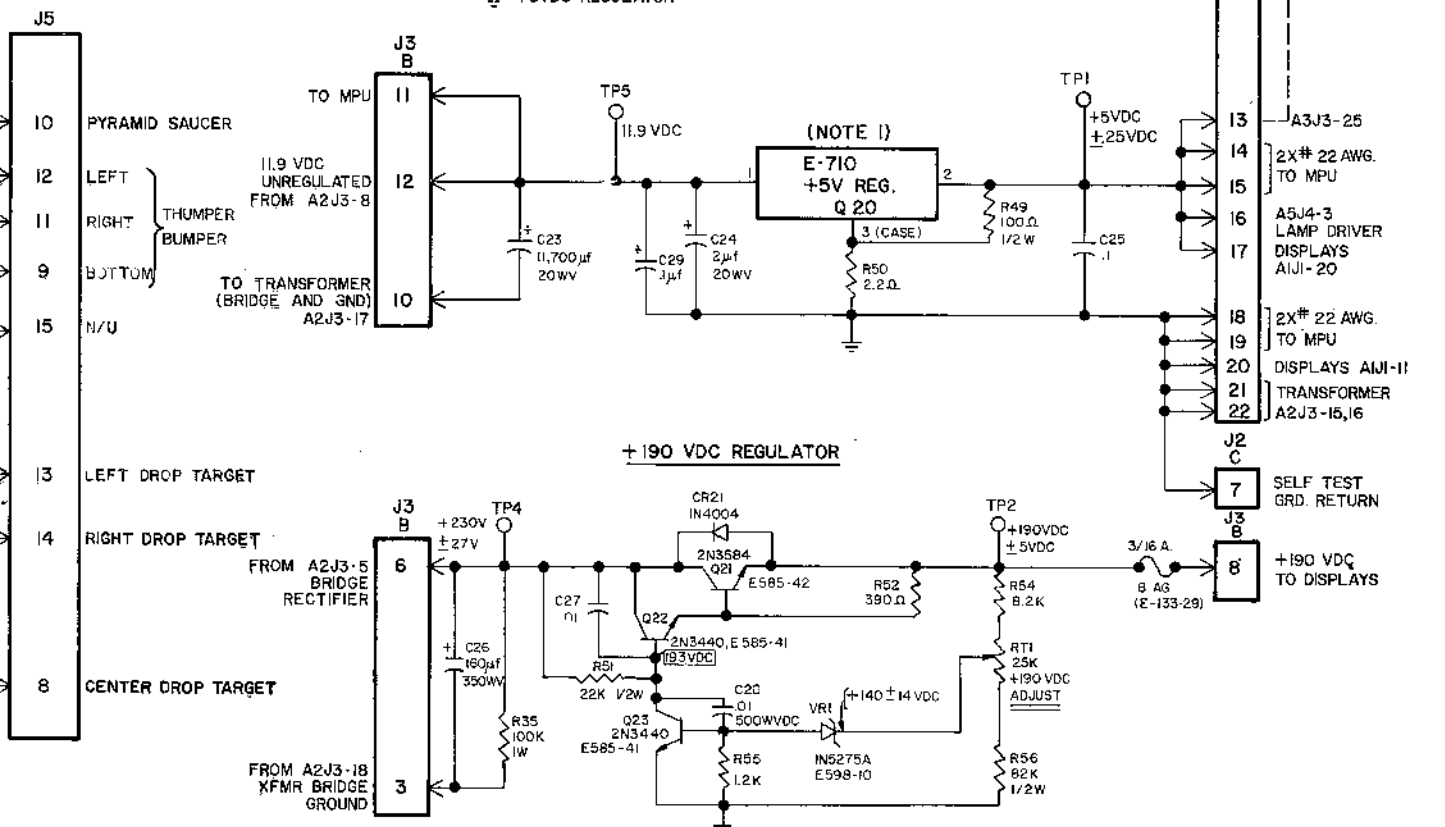 J5
10 PYRAMID SAUCER
12 LEFT
11 RIGHT
THUMPER
BUMPER
9 BOTTOM
15 N/U
13 LEFT DROP TARGET
14 RIGHT DROP TARGET
8 CENTER DROP TARGET
+5VDC REGULATOR
J3
B
TO MPU 11
11.9 VDC
UNREGULATED
FROM A2J3-8
12
TO TRANSFORMER
(BRIDGE AND GND)
A2J3-17
10
C23
11,700µf
20WV
TP5
11.9 VDC
C29
.1µf
C24
2µf
20WV
(NOTE 1)
1
E-710
+5V REG.
Q 20
2
3 (CASE)
R49
100Ω
1/2W
R50
2.2Ω
TP1
+5VDC
±.25VDC
C25
.1
13 A3J3-25
14
15
2X# 22 AWG.
TO MPU
16 A5J4-3
LAMP DRIVER
17 DISPLAYS
A1J1-20
18
19
2X# 22 AWG.
TO MPU
20 DISPLAYS A1J1-11
21
22
TRANSFORMER
A2J3-15,16
J2
C
7
SELF TEST
GRD. RETURN
+190 VDC REGULATOR
J3
B
FROM A2J3-5
BRIDGE
RECTIFIER
6
FROM A2J3-18
XFMR BRIDGE
GROUND
3
+230V
±27V
TP4
C26
160µf
350WV
R35
100K
1W
C27
.01
CR21
IN4004
2N3584
Q21
E585-42
Q22
2N3440, E585-41
193VDC
R51
22K 1/2W
R52
390Ω
C28
.01
500WVDC
Q23
2N3440
E585-41
R55
1.2K
VR1
+140 ±14 VDC
IN5275A
E598-10
TP2
+190VDC
±5VDC
R54
8.2K
RT1
25K
+190 VDC
ADJUST
R56
82K
1/2W
3/16 A.
8 AG
(E-133-29)
J3
B
8
+190 VDC
TO DISPLAYS